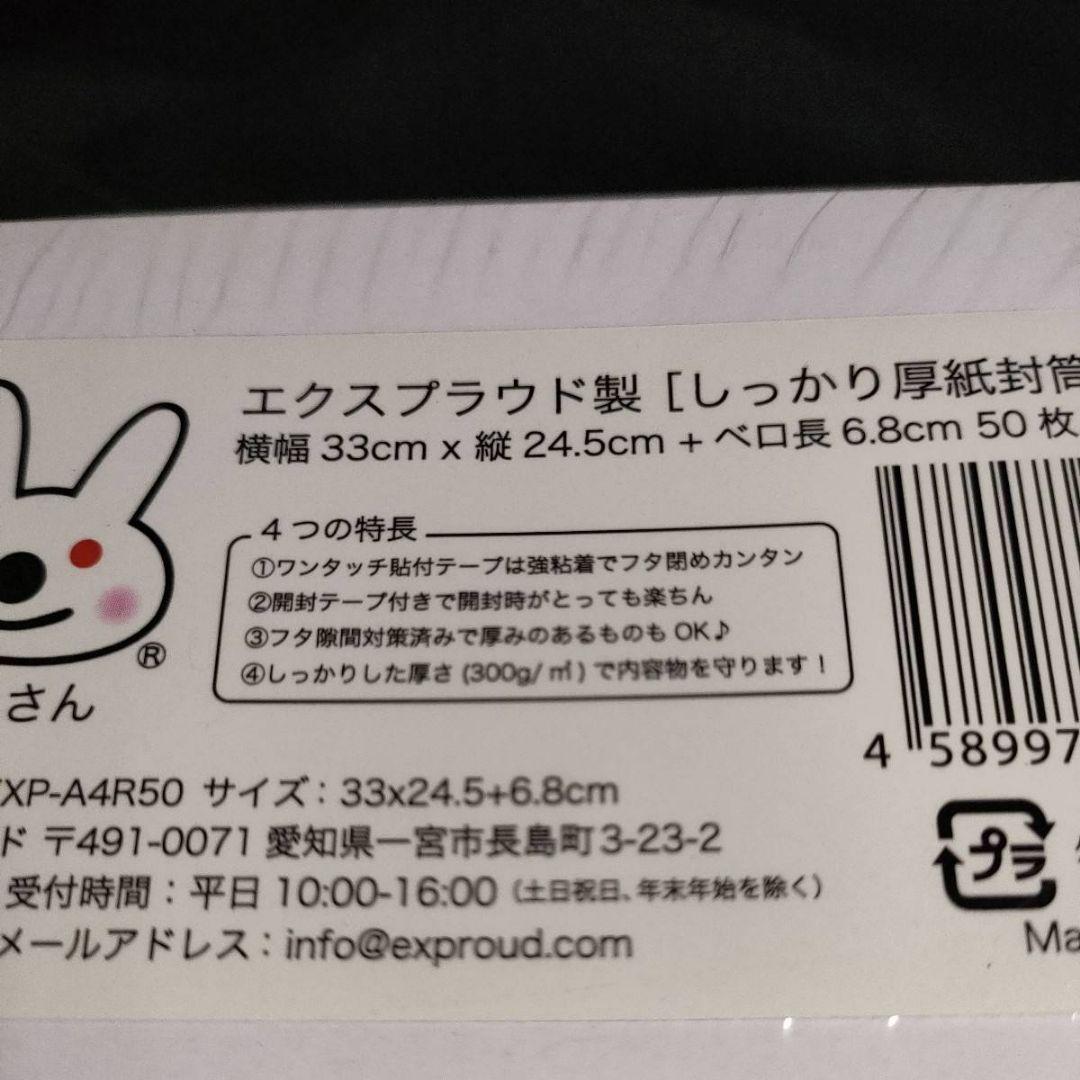 エクスプラウド製 [しっかり厚紙封筒
横幅 33cm x 縦 24.5cm + ベロ長 6.8cm 50 枚
4 つの特長
①ワンタッチ貼付テープは強粘着でフタ閉めカンタン
②開封テープ付きで開封時がとっても楽ちん
③フタ隙間対策済みで厚みのあるものも OK♪
④しっかりした厚さ (300g/㎡) で内容物を守ります！
®
さん
4 58997
XP-A4R50 サイズ：33x24.5+6.8cm
ド 〒491-0071 愛知県一宮市長島町3-23-2
受付時間：平日 10:00-16:00（土日祝日、年末年始を除く）
メールアドレス：info@exproud.com
プラ
Ma